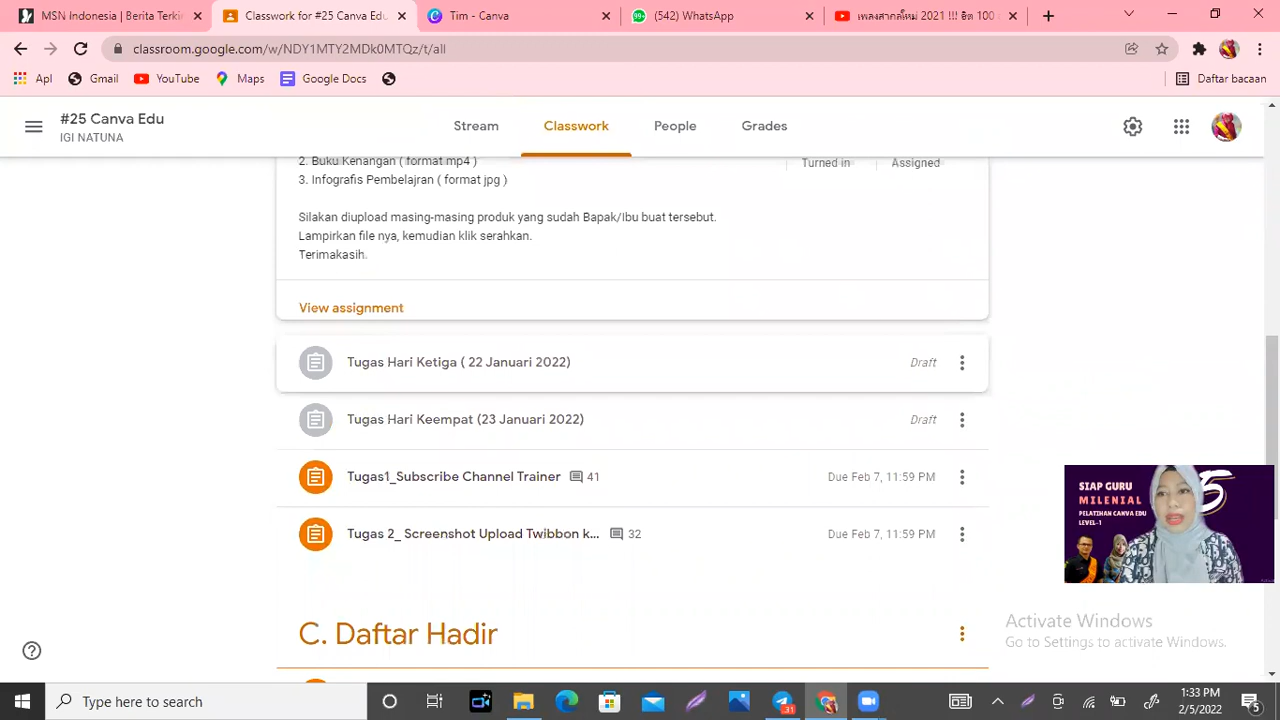 MSN Indonesia | Berita Terkin
Classwork for #25 Canva Edu
Tim - Canva
(542) WhatsApp
classroom.google.com/w/NDY1MTY2MDk0MTQz/t/all
Apl
Gmail
YouTube
Maps
Google Docs
Daftar bacaan
#25 Canva Edu
IGI NATUNA
Stream
Classwork
People
Grades
2. Buku Kenangan ( format mp4 )
3. Infografis Pembelajran ( format jpg )
Turned in
Assigned
Silakan diupload masing-masing produk yang sudah Bapak/Ibu buat tersebut.
Lampirkan file nya, kemudian klik serahkan.
Terimakasih.
View assignment
Tugas Hari Ketiga ( 22 Januari 2022)
Draft
Tugas Hari Keempat (23 Januari 2022)
Draft
Tugas1_Subscribe Channel Trainer
41
Due Feb 7, 11:59 PM
Tugas 2_ Screenshot Upload Twibbon k...
32
Due Feb 7, 11:59 PM
C. Daftar Hadir
SIAP GURU
MILENIAL
PELATIHAN CANVA EDU
LEVEL-1
Activate Windows
Go to Settings to activate Windows.
Type here to search
31
1:33 PM
2/5/2022
5